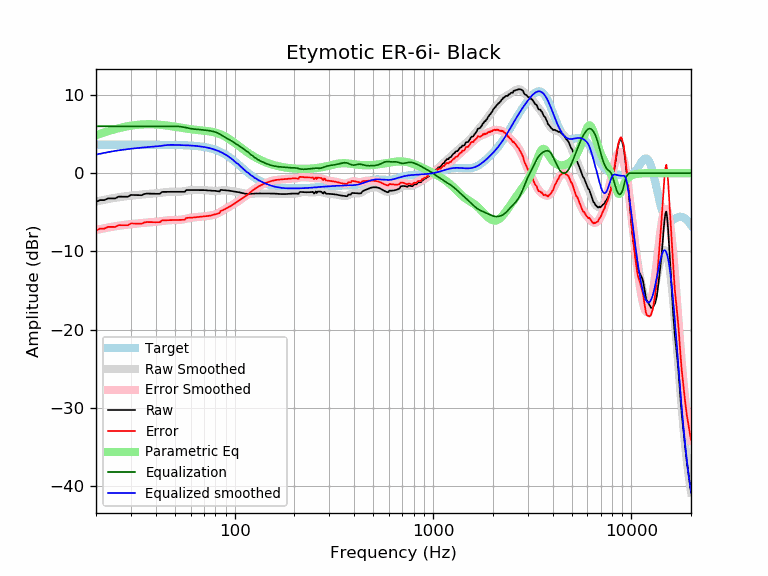 Etymotic ER-6i- Black
Amplitude (dBr)
10
0
−10
−20
−30
−40
Target
Raw Smoothed
Error Smoothed
Raw
Error
Parametric Eq
Equalization
Equalized smoothed
100
1000
10000
Frequency (Hz)